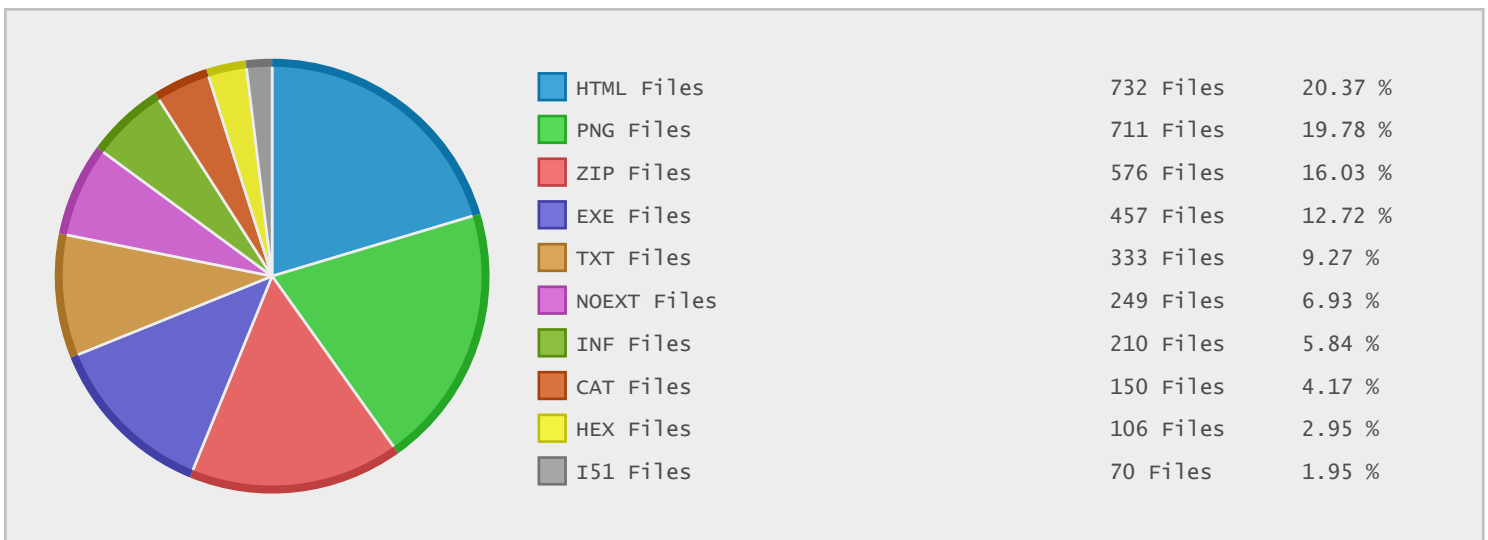 HTML Files 732 Files 20.37 %
PNG Files 711 Files 19.78 %
ZIP Files 576 Files 16.03 %
EXE Files 457 Files 12.72 %
TXT Files 333 Files 9.27 %
NOEXT Files 249 Files 6.93 %
INF Files 210 Files 5.84 %
CAT Files 150 Files 4.17 %
HEX Files 106 Files 2.95 %
I51 Files 70 Files 1.95 %